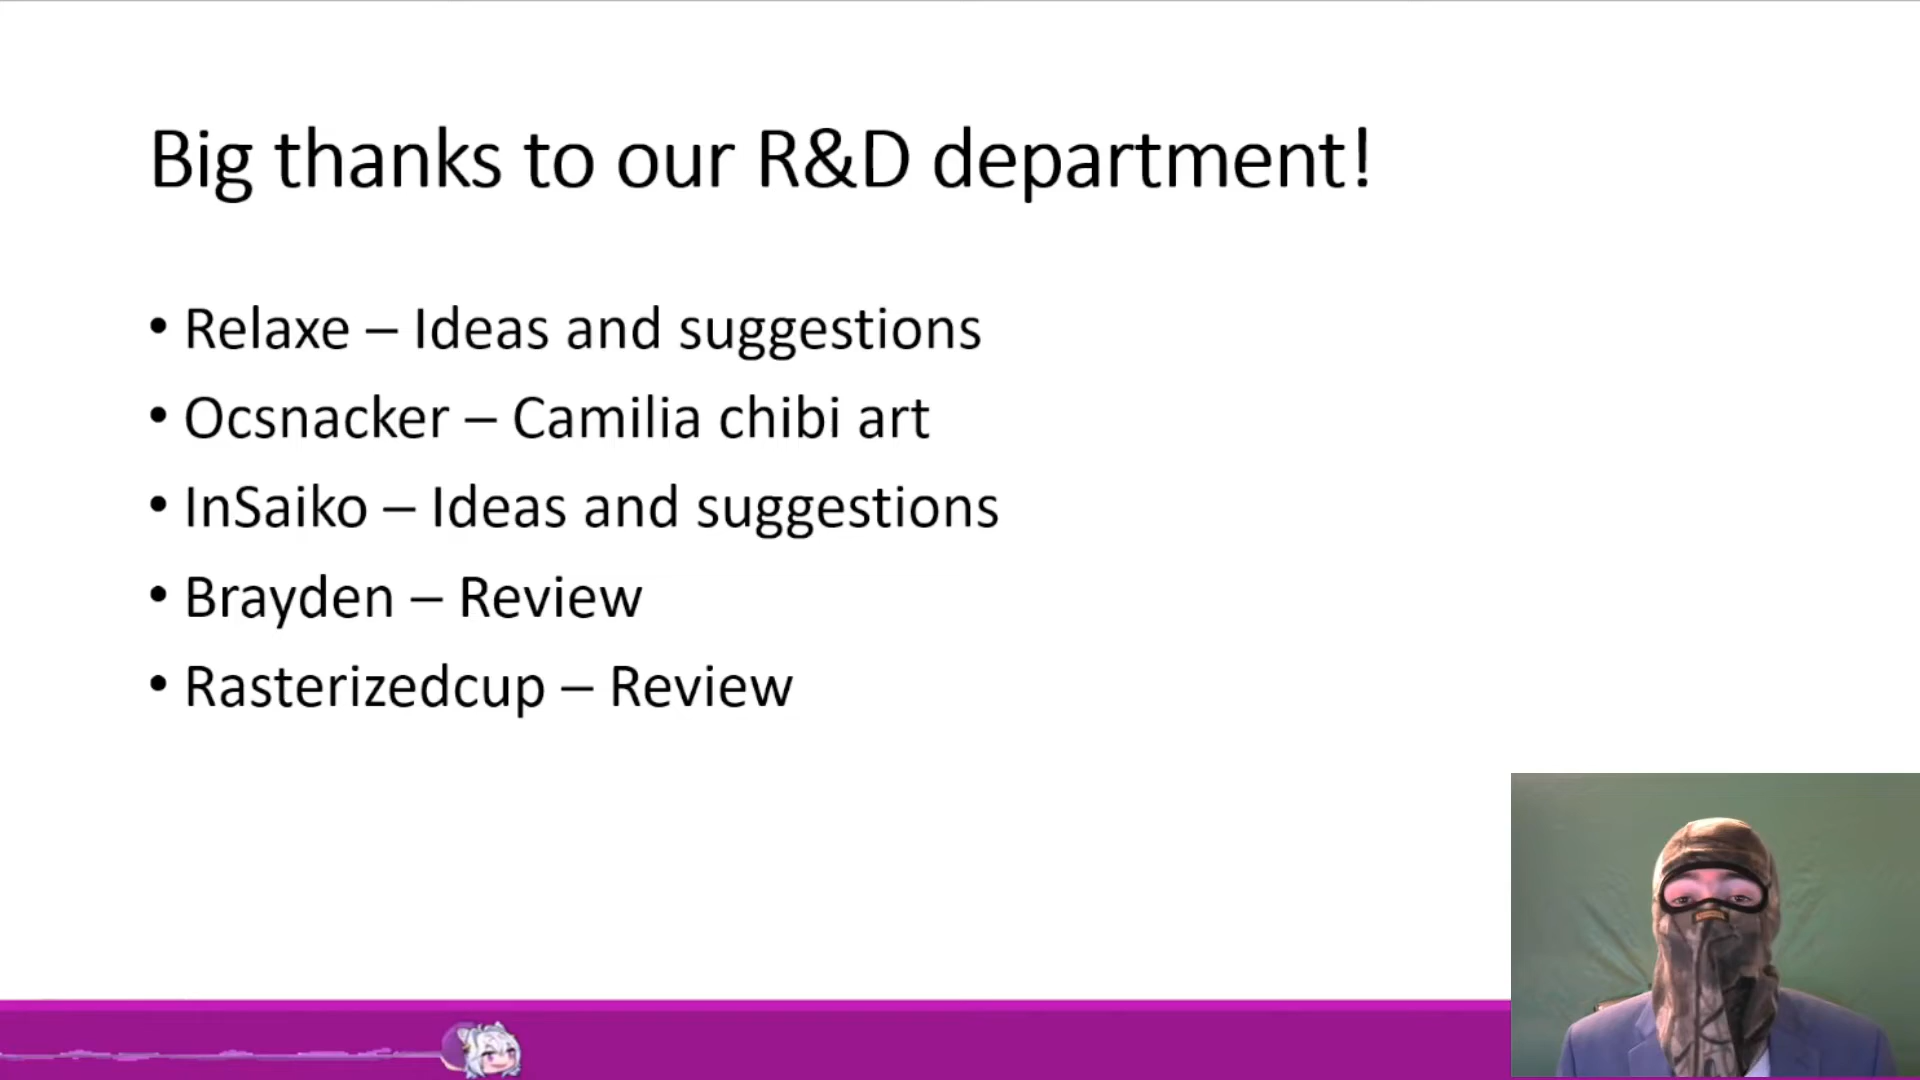 Big thanks to our R&D department!
• Relaxe – Ideas and suggestions
• Ocsnacker – Camilia chibi art
• InSaiko – Ideas and suggestions
• Brayden – Review
• Rasterizedcup – Review